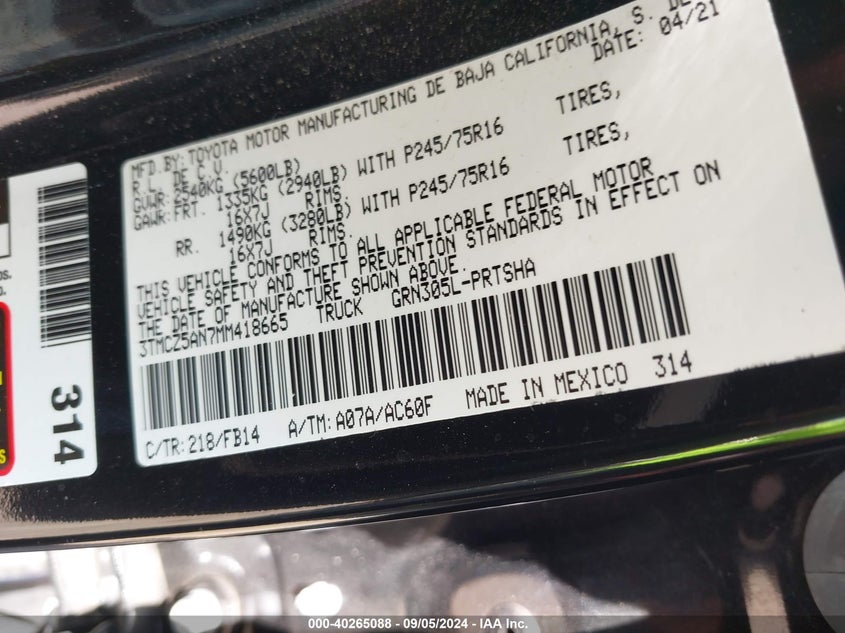 MFD.BY:TOYOTA MOTOR MANUFACTURING DE BAJA CALIFORNIA, S. DE
R.L. DE C.V. DATE: 04/21
GVWR: 2540KG (5600LB)
GAWR:FRT. 1335KG (2940LB) WITH P245/75R16 TIRES,
16X7J RIMS.
RR. 1490KG (3280LB) WITH P245/75R16 TIRES,
16X7J RIMS.
THIS VEHICLE CONFORMS TO ALL APPLICABLE FEDERAL MOTOR
VEHICLE SAFETY AND THEFT PREVENTION STANDARDS IN EFFECT ON
THE DATE OF MANUFACTURE SHOWN ABOVE.
3TMCZ5AN7MM418665 TRUCK GRN305L-PRTSHA
C/TR:218/FB14 A/TM:A07A/AC60F MADE IN MEXICO 314
314
000-40265088 - 09/05/2024 - IAA Inc.